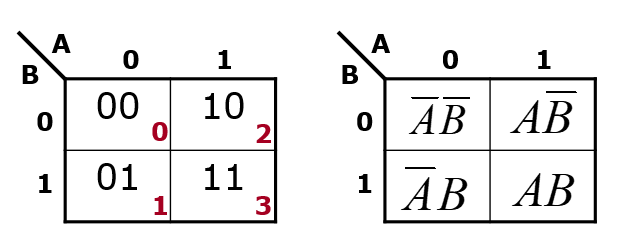 A A
B 0 1 B 0 1
0 00 0 10 2 0 A̅B̅ AB̅
1 01 1 11 3 1 A̅B AB